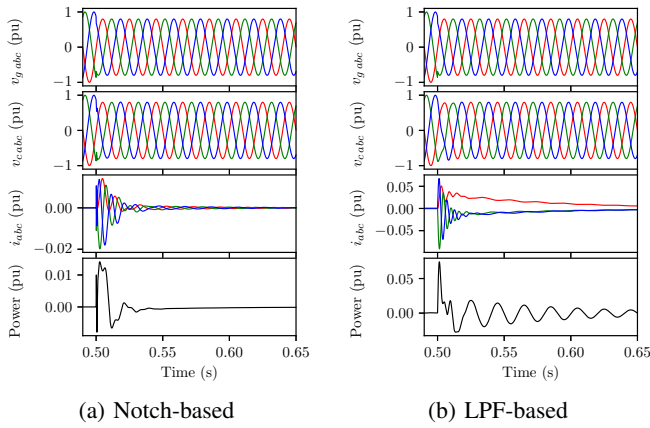 v_{g abc} (pu)
1
0
−1
v_{c abc} (pu)
1
0
−1
i_{abc} (pu)
0.00
−0.02
Power (pu)
0.01
0.00
0.50 0.55 0.60 0.65
Time (s)
(a) Notch-based
v_{g abc} (pu)
1
0
−1
v_{c abc} (pu)
1
0
−1
i_{abc} (pu)
0.05
0.00
−0.05
Power (pu)
0.05
0.00
0.50 0.55 0.60 0.65
Time (s)
(b) LPF-based